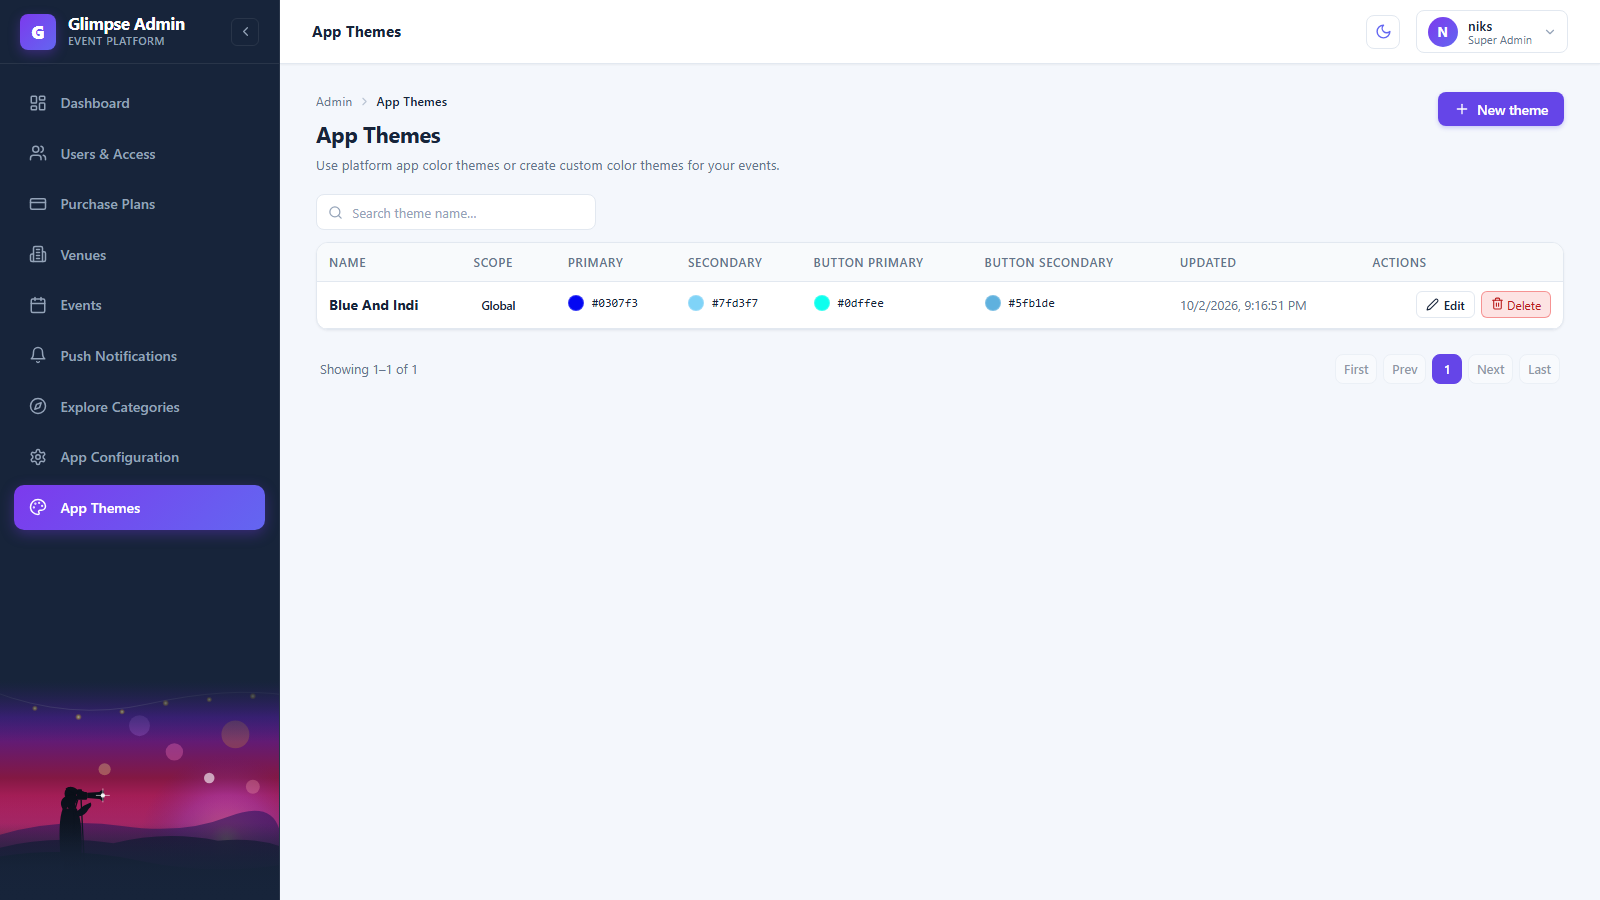 G
Glimpse Admin
EVENT PLATFORM
Dashboard
Users & Access
Purchase Plans
Venues
Events
Push Notifications
Explore Categories
App Configuration
App Themes
App Themes
N
niks
Super Admin
Admin > App Themes
New theme
App Themes
Use platform app color themes or create custom color themes for your events.
Search theme name...
NAME SCOPE PRIMARY SECONDARY BUTTON PRIMARY BUTTON SECONDARY UPDATED ACTIONS
Blue And Indi Global #0307f3 #7fd3f7 #0dffee #5fb1de 10/2/2026, 9:16:51 PM Edit Delete
Showing 1–1 of 1
First Prev 1 Next Last